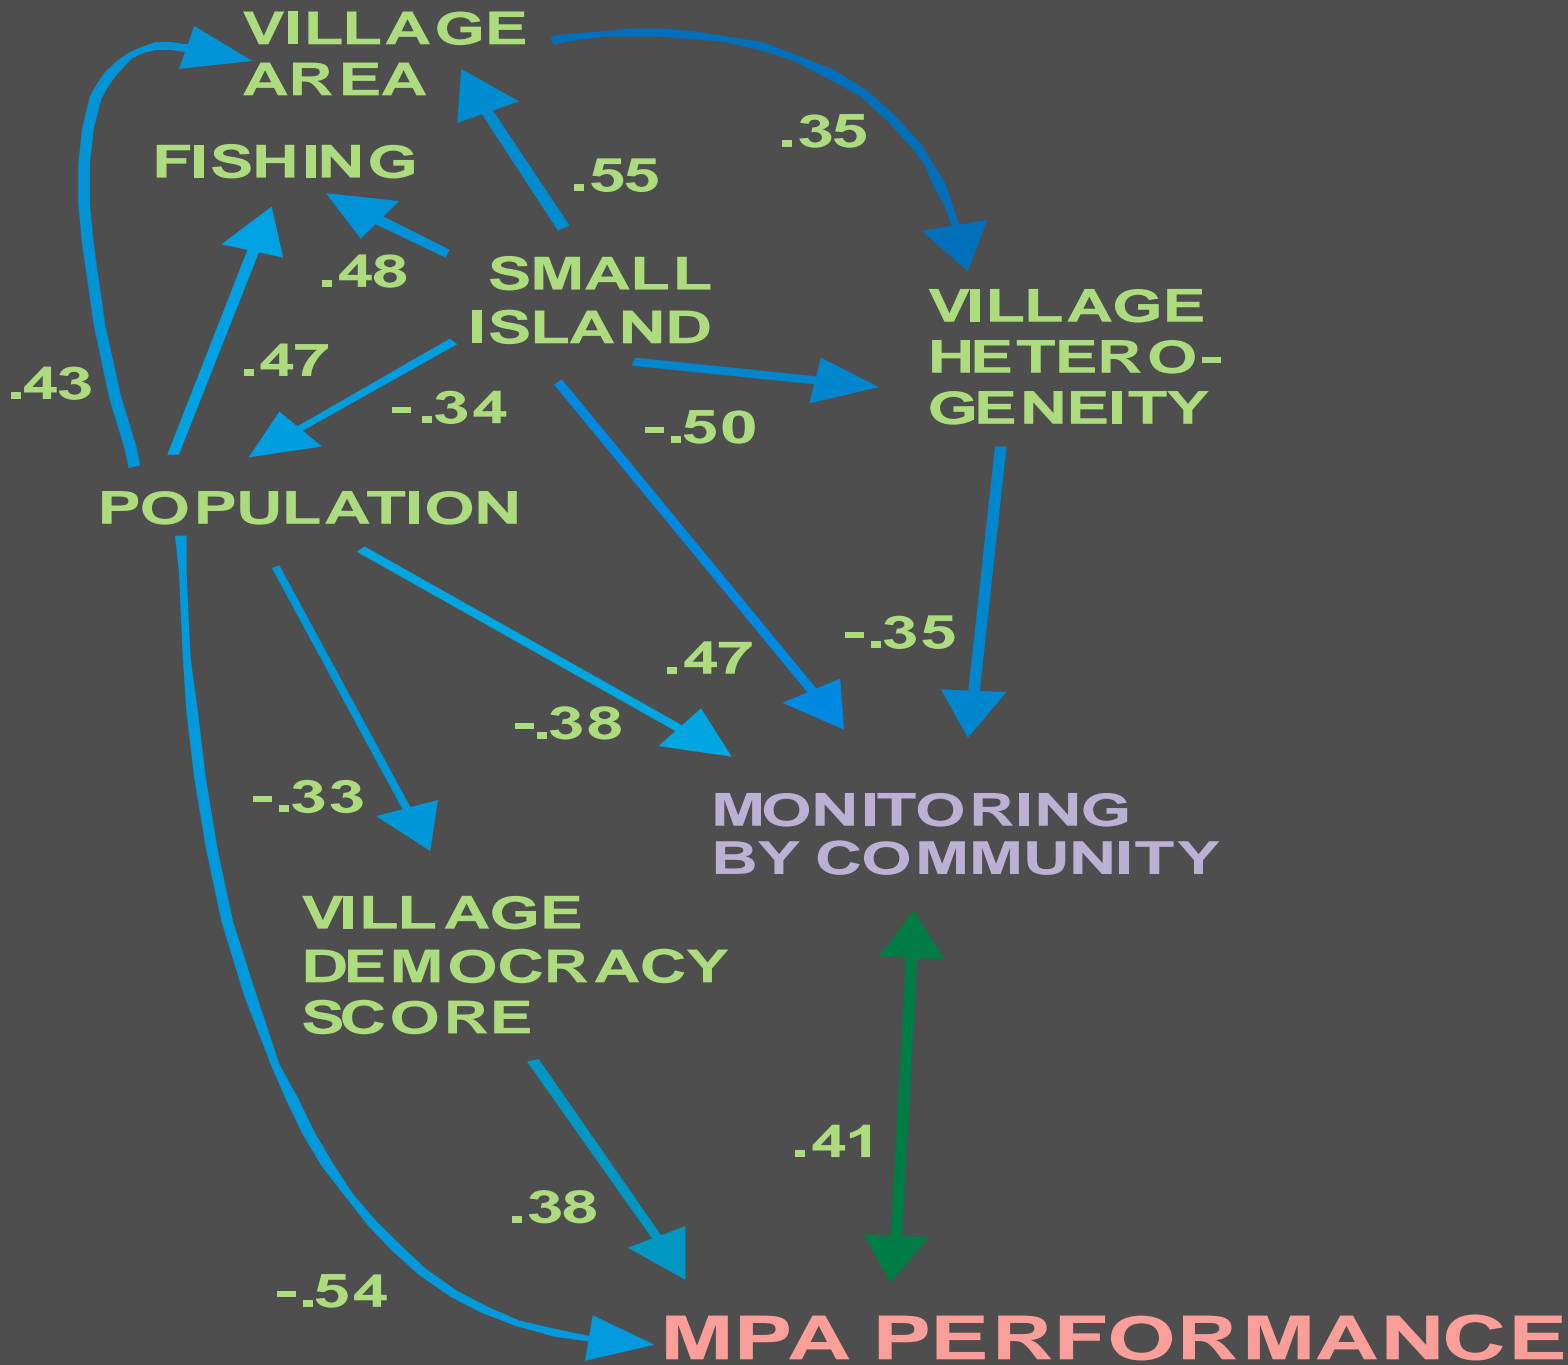 VILLAGE
AREA
.35
FISHING
.55
.48
SMALL
ISLAND
VILLAGE
HETERO-
GENEITY
.47
.43
-.34
-.50
POPULATION
-.35
.47
-.38
-.33
MONITORING
BY COMMUNITY
VILLAGE
DEMOCRACY
SCORE
.41
.38
-.54
MPA PERFORMANCE